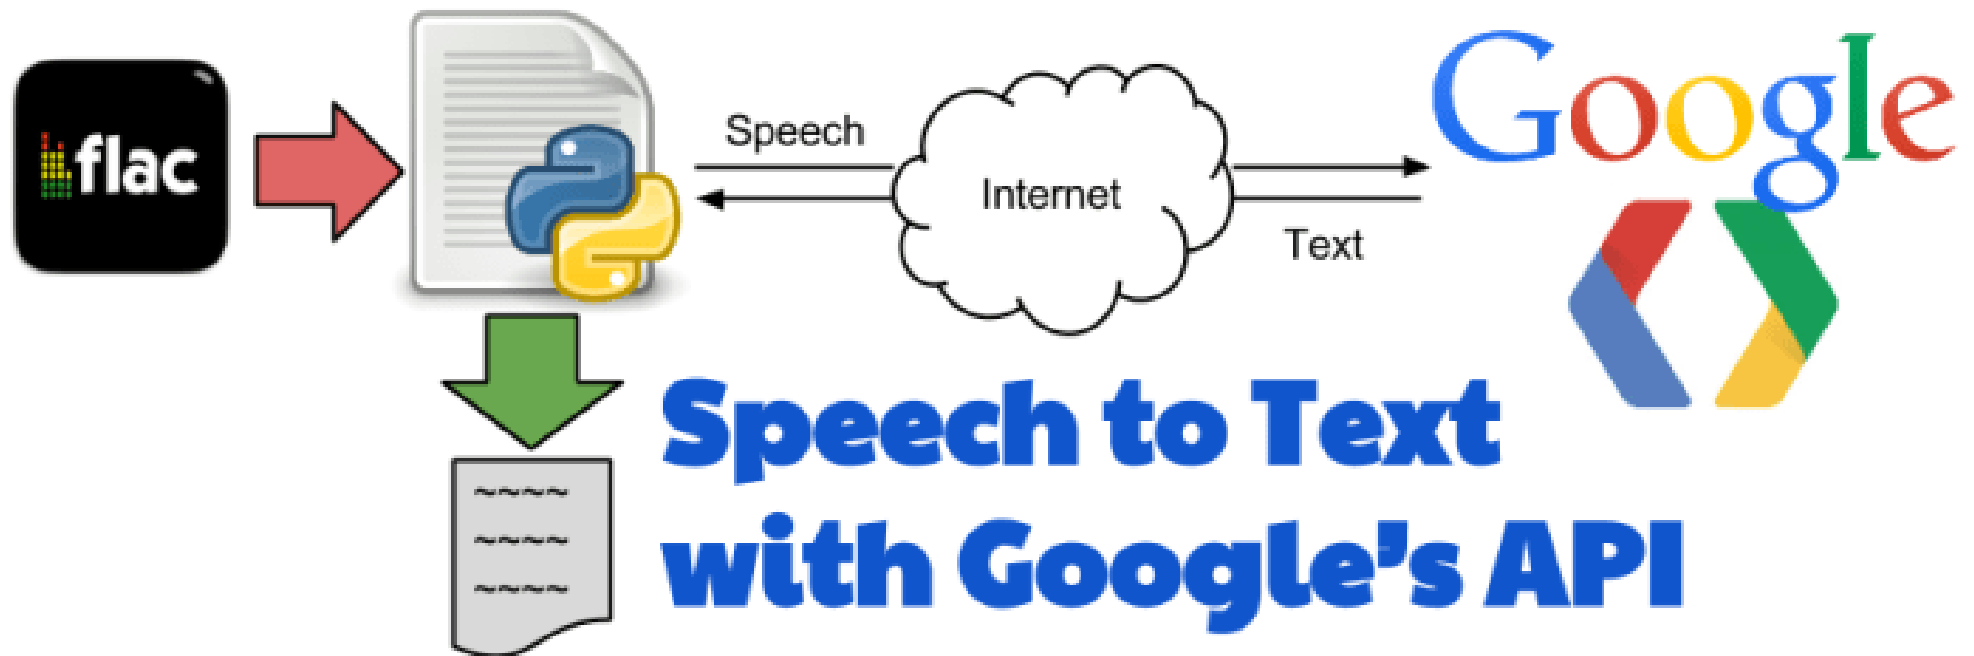 flac
Speech
Internet
Text
Google
Speech to Text
with Google's API